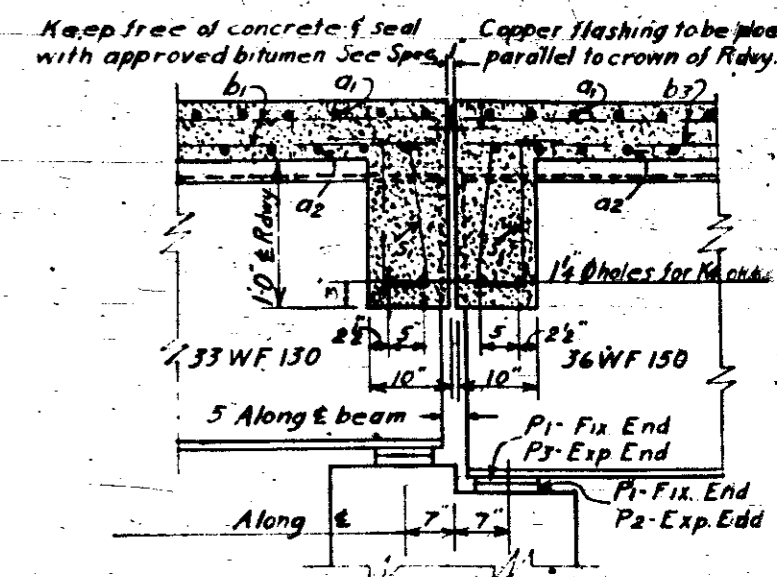 Keep free of concrete & seal
with approved bitumen See Spec.
1"
Copper flashing to be
parallel to crown of Rdwy.
b1 a1 a1 b3
a2 a2
1'-0" ℄ Rdwy
3"
1¼" Ø holes for
2½" 5" 5" 2½"
33 WF 130
36 WF 150
10" 10"
5 Along ℄ beam
P1-Fix. End
P3-Exp. End
P1-Fix. End
P2-Exp. End
Along ℄ 7" 7"